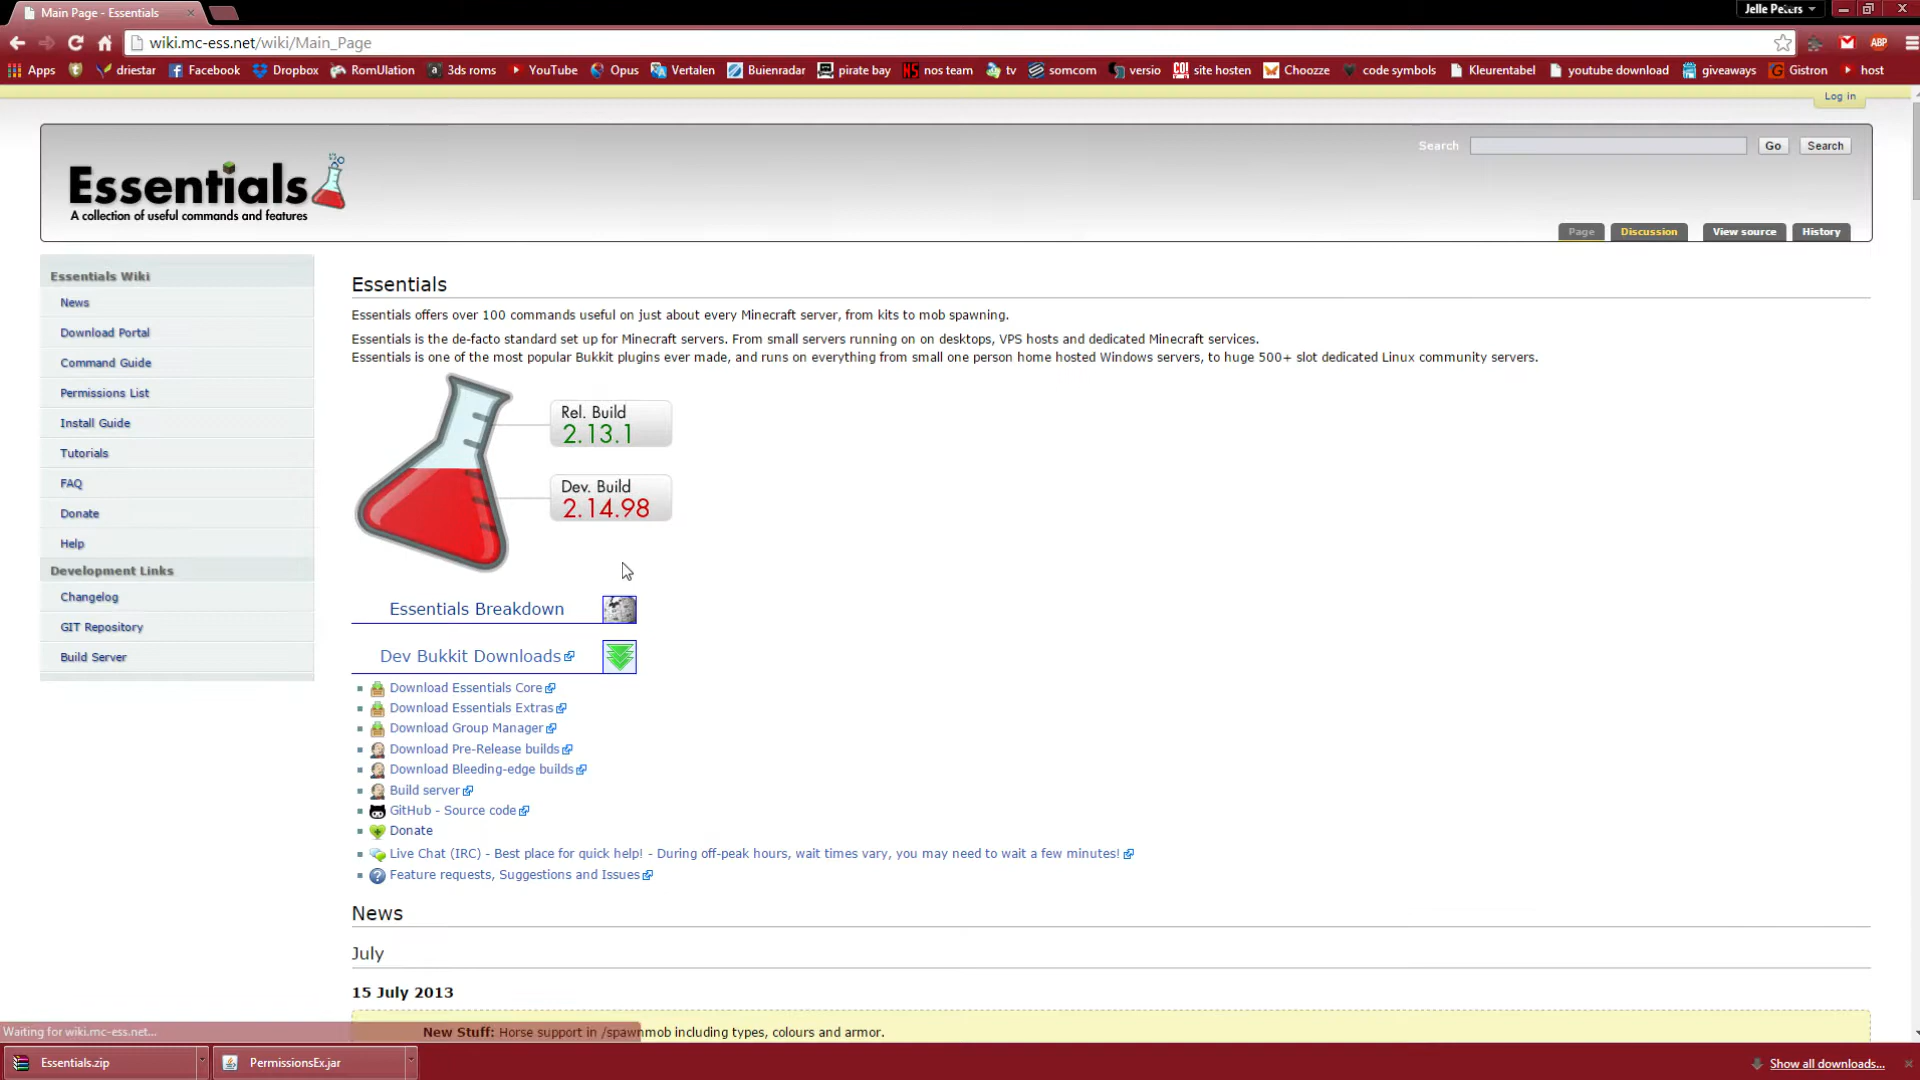 Main Page - Essentials
Jelle Peters
wiki.mc-ess.net/wiki/Main_Page
ABP
Apps driestar Facebook Dropbox RomUlation 3ds roms YouTube Opus Vertalen Buienradar pirate bay nos team tv somcom versio site hosten Choozze code symbols Kleurentabel youtube download giveaways Gistron host
Log in
Search Go Search
Essentials
A collection of useful commands and features
Page Discussion View source History
Essentials Wiki
News
Download Portal
Command Guide
Permissions List
Install Guide
Tutorials
FAQ
Donate
Help
Development Links
Changelog
GIT Repository
Build Server
Essentials
Essentials offers over 100 commands useful on just about every Minecraft server, from kits to mob spawning.
Essentials is the de-facto standard set up for Minecraft servers. From small servers running on on desktops, VPS hosts and dedicated Minecraft services.
Essentials is one of the most popular Bukkit plugins ever made, and runs on everything from small one person home hosted Windows servers, to huge 500+ slot dedicated Linux community servers.
Rel. Build
2.13.1
Dev. Build
2.14.98
Essentials Breakdown
Dev Bukkit Downloads
Download Essentials Core
Download Essentials Extras
Download Group Manager
Download Pre-Release builds
Download Bleeding-edge builds
Build server
GitHub - Source code
Donate
Live Chat (IRC) - Best place for quick help! - During off-peak hours, wait times vary, you may need to wait a few minutes!
Feature requests, Suggestions and Issues
News
July
15 July 2013
New Stuff: Horse support in /spawnmob including types, colours and armor.
Waiting for wiki.mc-ess.net...
Essentials.zip
PermissionsEx.jar
Show all downloads...